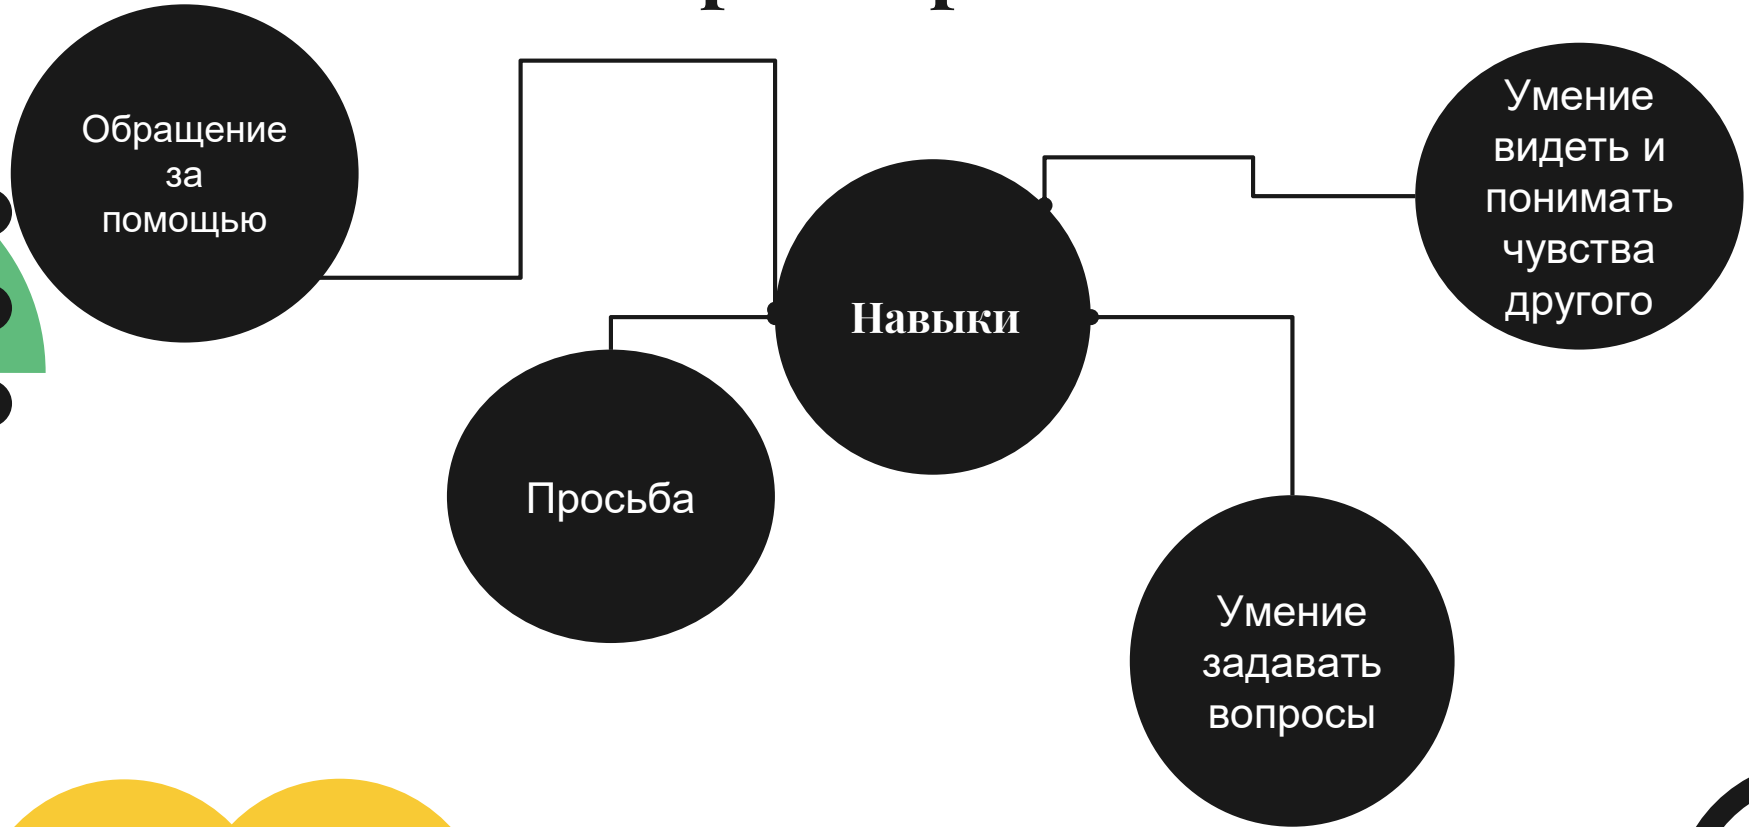 Обращение
за
помощью
Умение
видеть и
понимать
чувства
другого
Навыки
Просьба
Умение
задавать
вопросы